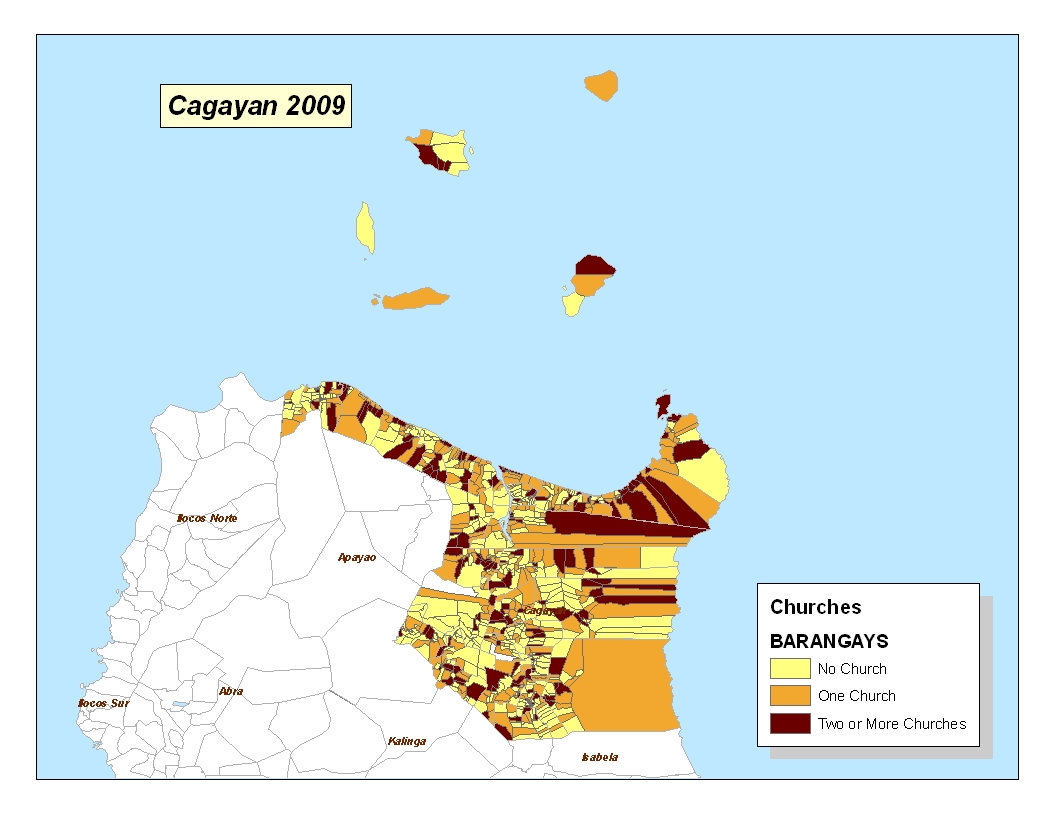 Cagayan 2009
Ilocos Norte
Apayao
Cagayan
Abra
Ilocos Sur
Kalinga
Isabela
Churches
BARANGAYS
No Church
One Church
Two or More Churches